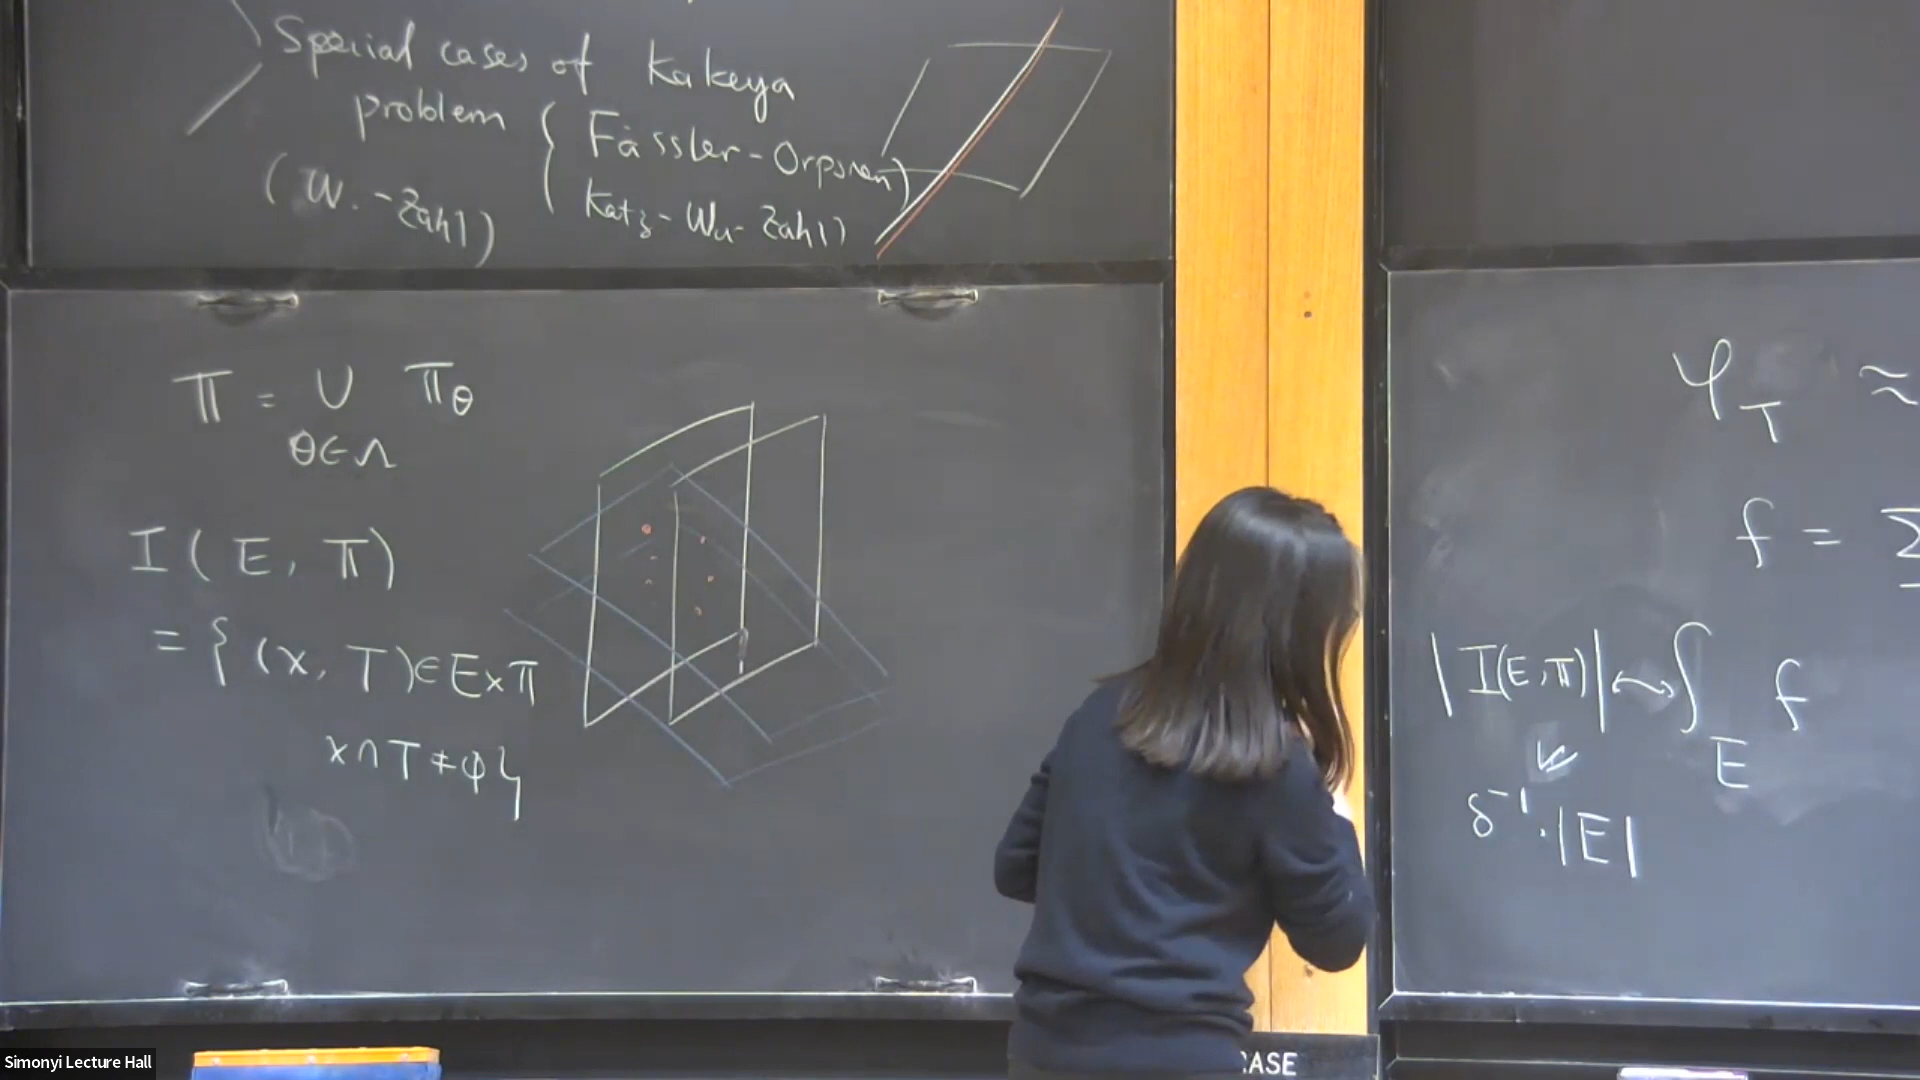 Special cases of Kakeya
problem { Fässler-Orponen)
(W.-Zahl) Katz-Wu-Zahl)
Π = ∪ Π_θ
θ∈Λ
I(E, Π)
= { (x, T)∈E×Π
x∩T≠φ}
φ_T ≈
f = Σ
|I(E,Π)| ↔ ∫_E f
δ^{-1}·|E|
CASE
Simonyi Lecture Hall